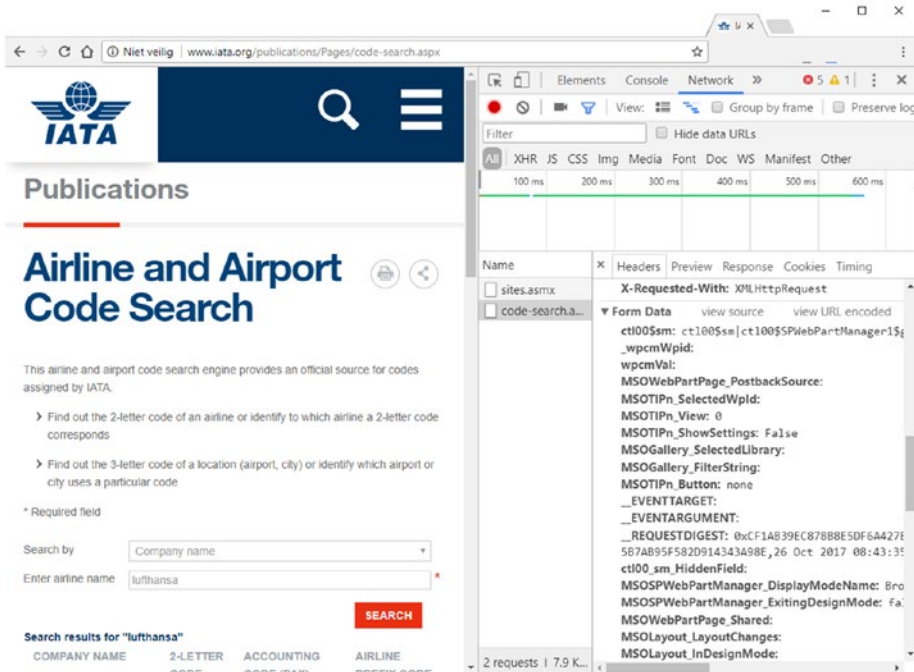 Niet veilig | www.iata.org/publications/Pages/code-search.aspx
IATA
Publications
Airline and Airport
Code Search
This airline and airport code search engine provides an official source for codes
assigned by IATA.
Find out the 2-letter code of an airline or identify to which airline a 2-letter code
corresponds
Find out the 3-letter code of a location (airport, city) or identify which airport or
city uses a particular code
* Required field
Search by Company name
Enter airline name lufthansa *
SEARCH
Search results for "lufthansa"
COMPANY NAME 2-LETTER ACCOUNTING AIRLINE
CODE CODE (PAX) PREFIX CODE
Elements Console Network » 5 1
View: Group by frame Preserve log
Filter Hide data URLs
All XHR JS CSS Img Media Font Doc WS Manifest Other
100 ms 200 ms 300 ms 400 ms 500 ms 600 ms
Name × Headers Preview Response Cookies Timing
sites.asmx
code-search.a...
X-Requested-With: XMLHttpRequest
▼ Form Data view source view URL encoded
ctl00$sm: ctl00$sm|ctl00$SPWebPartManager1$g
_wpcmWpid:
wpcmVal:
MSOWebPartPage_PostbackSource:
MSOTlPn_SelectedWpId:
MSOTlPn_View: 0
MSOTlPn_ShowSettings: False
MSOGallery_SelectedLibrary:
MSOGallery_FilterString:
MSOTlPn_Button: none
__EVENTTARGET:
__EVENTARGUMENT:
__REQUESTDIGEST: 0xCF1AB39EC878B8E5DF6A427E
5B7AB95F582D914343A98E,26 Oct 2017 08:43:35
ctl00_sm_HiddenField:
MSOSPWebPartManager_DisplayModeName: Bro
MSOSPWebPartManager_ExitingDesignMode: fa
MSOWebPartPage_Shared:
MSOLayout_LayoutChanges:
MSOLayout_InDesignMode:
2 requests | 7.9 K...